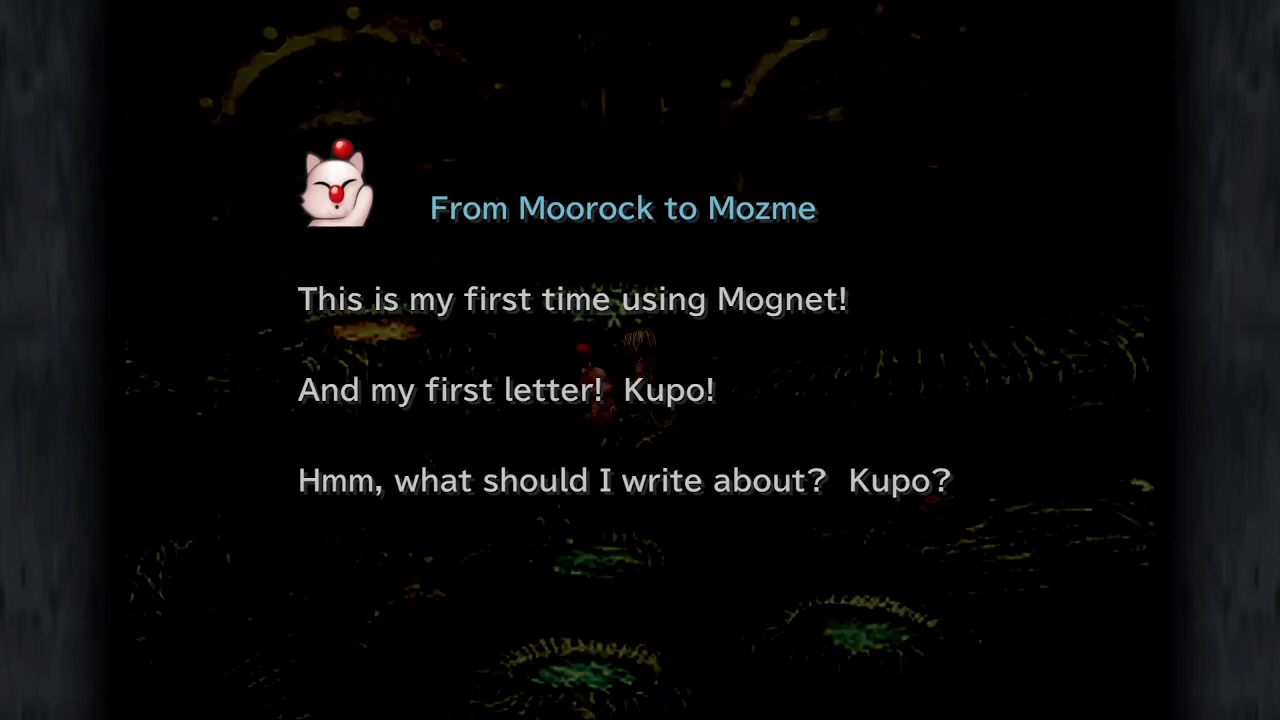 From Moorock to Mozme
This is my first time using Mognet!
And my first letter!  Kupo!
Hmm, what should I write about?  Kupo?